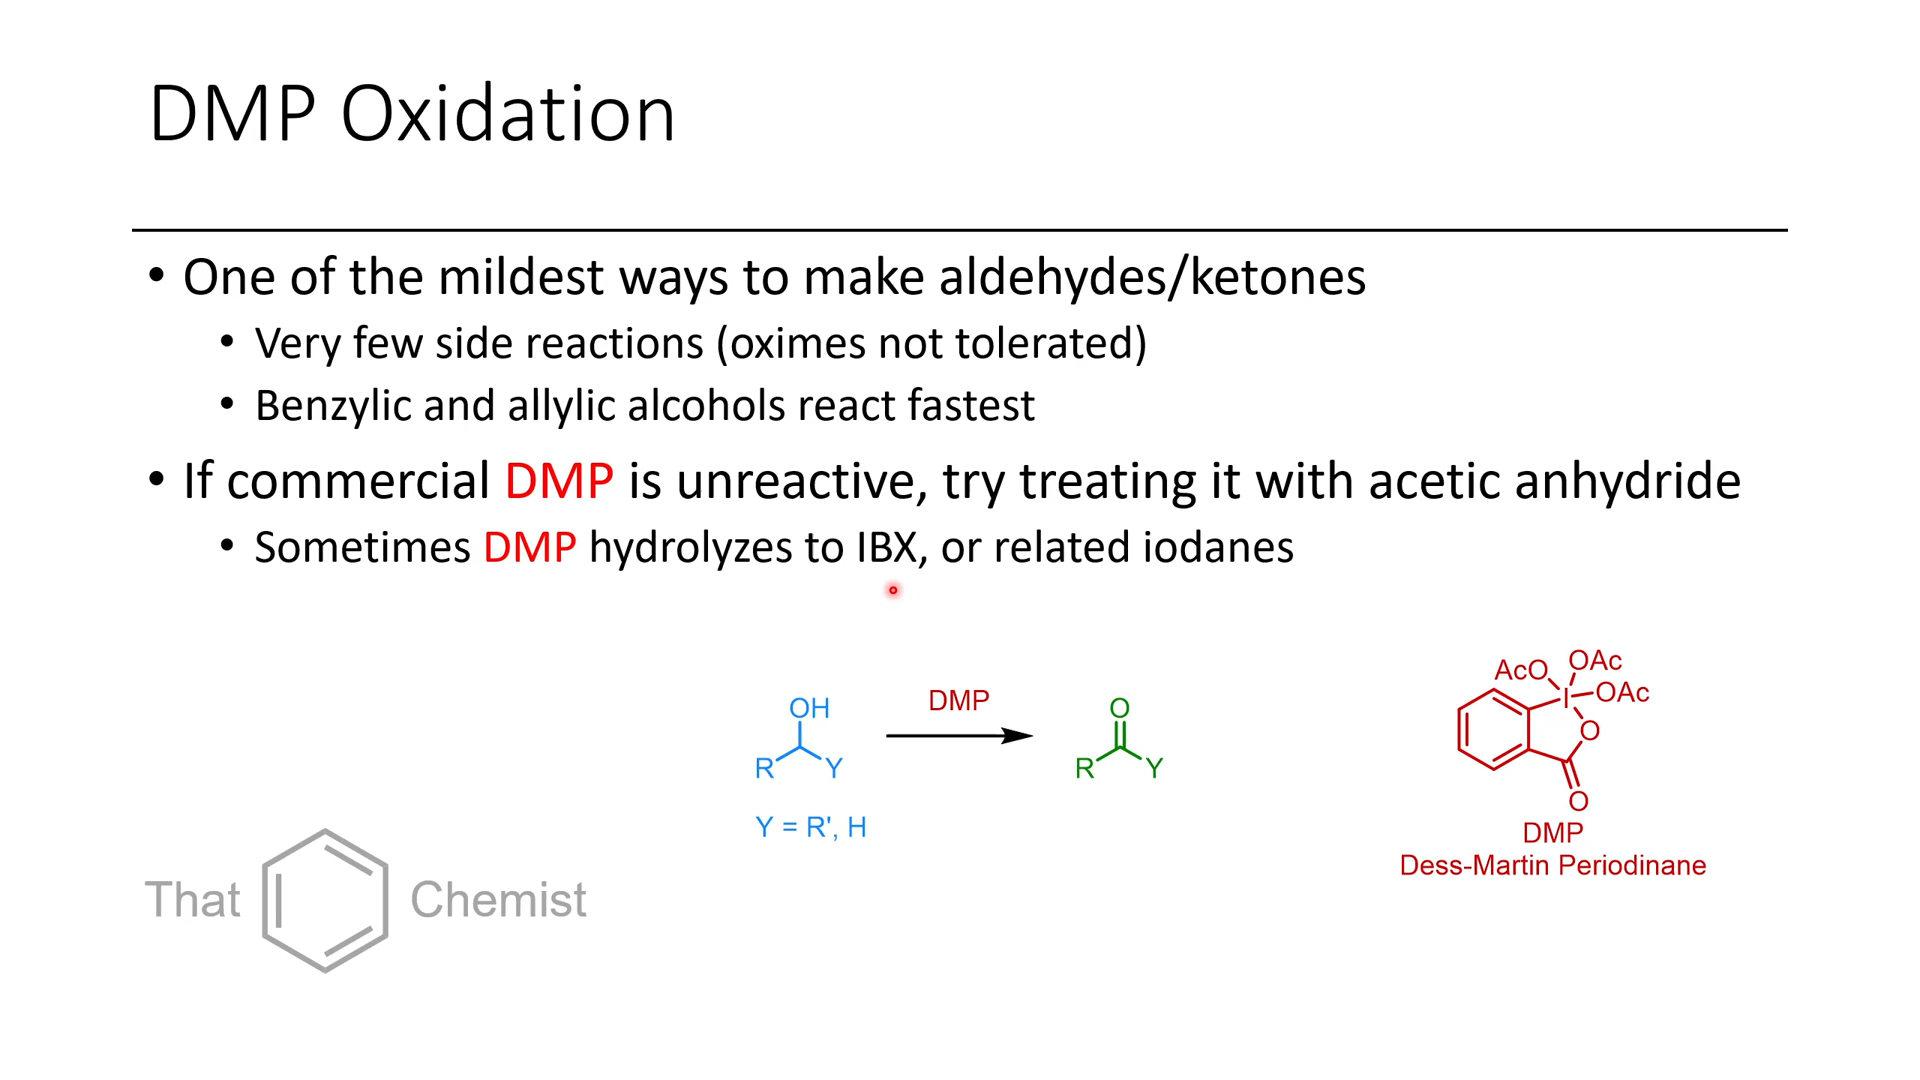 DMP Oxidation
• One of the mildest ways to make aldehydes/ketones
• Very few side reactions (oximes not tolerated)
• Benzylic and allylic alcohols react fastest
• If commercial DMP is unreactive, try treating it with acetic anhydride
• Sometimes DMP hydrolyzes to IBX, or related iodanes
OH
R Y
Y = R', H
DMP
O
R Y
AcO OAc
I OAc
O
O
DMP
Dess-Martin Periodinane
That Chemist